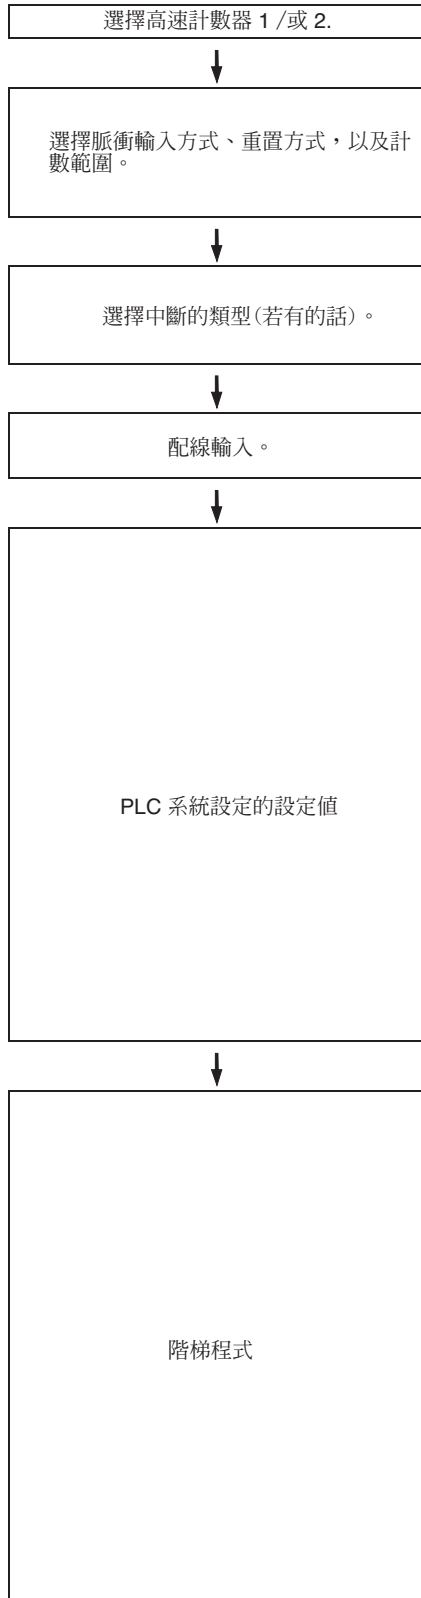 選擇高速計數器 1 /或 2.
選擇脈衝輸入方式、重置方式，以及計
數範圍。
選擇中斷的類型(若有的話)。
配線輸入。
PLC 系統設定的設定值
階梯程式